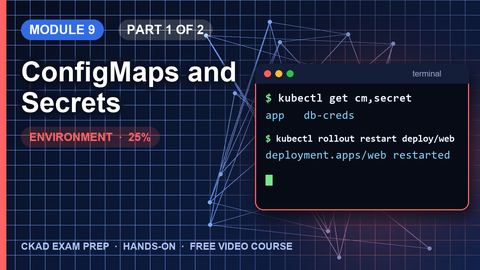 MODULE 9
PART 1 OF 2
ConfigMaps and
Secrets
ENVIRONMENT · 25%
terminal
$ kubectl get cm,secret
app db-creds
$ kubectl rollout restart deploy/web
deployment.apps/web restarted
CKAD EXAM PREP · HANDS-ON · FREE VIDEO COURSE